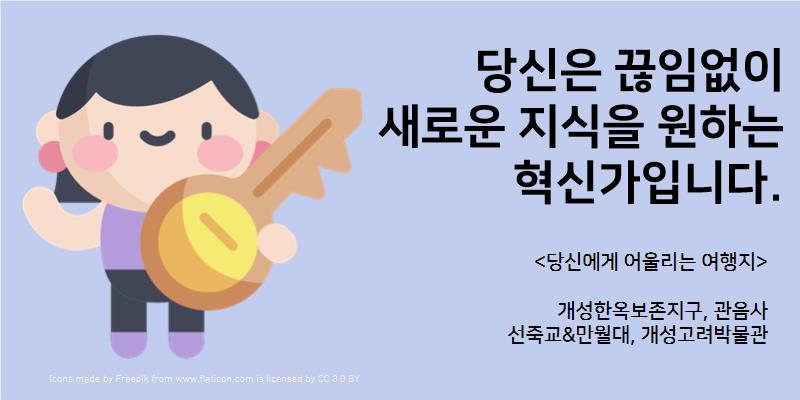 당신은 끊임없이
새로운 지식을 원하는
혁신가입니다.
<당신에게 어울리는 여행지>
개성한옥보존지구, 관음사
선죽교&만월대, 개성고려박물관
Icons made by Freepik from www.flaticon.com is licensed by CC 3.0 BY